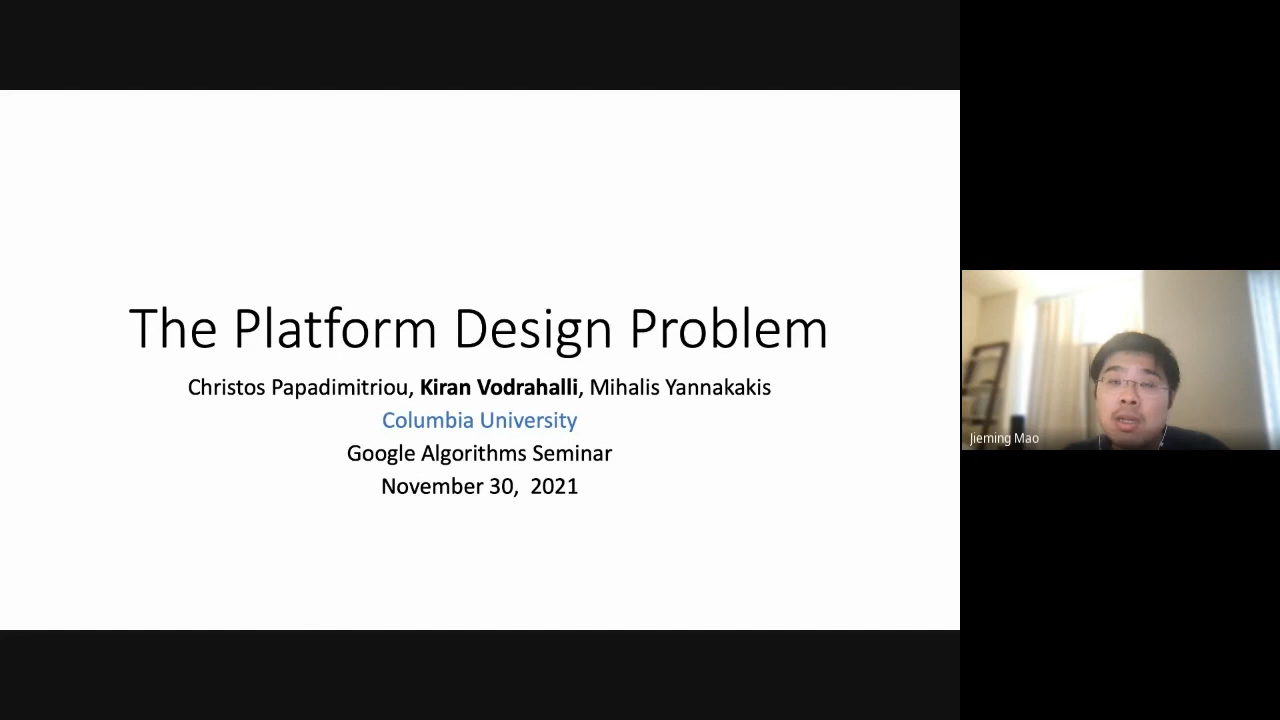 The Platform Design Problem
Christos Papadimitriou, Kiran Vodrahalli, Mihalis Yannakakis
Columbia University
Google Algorithms Seminar
November 30, 2021
Jieming Mao